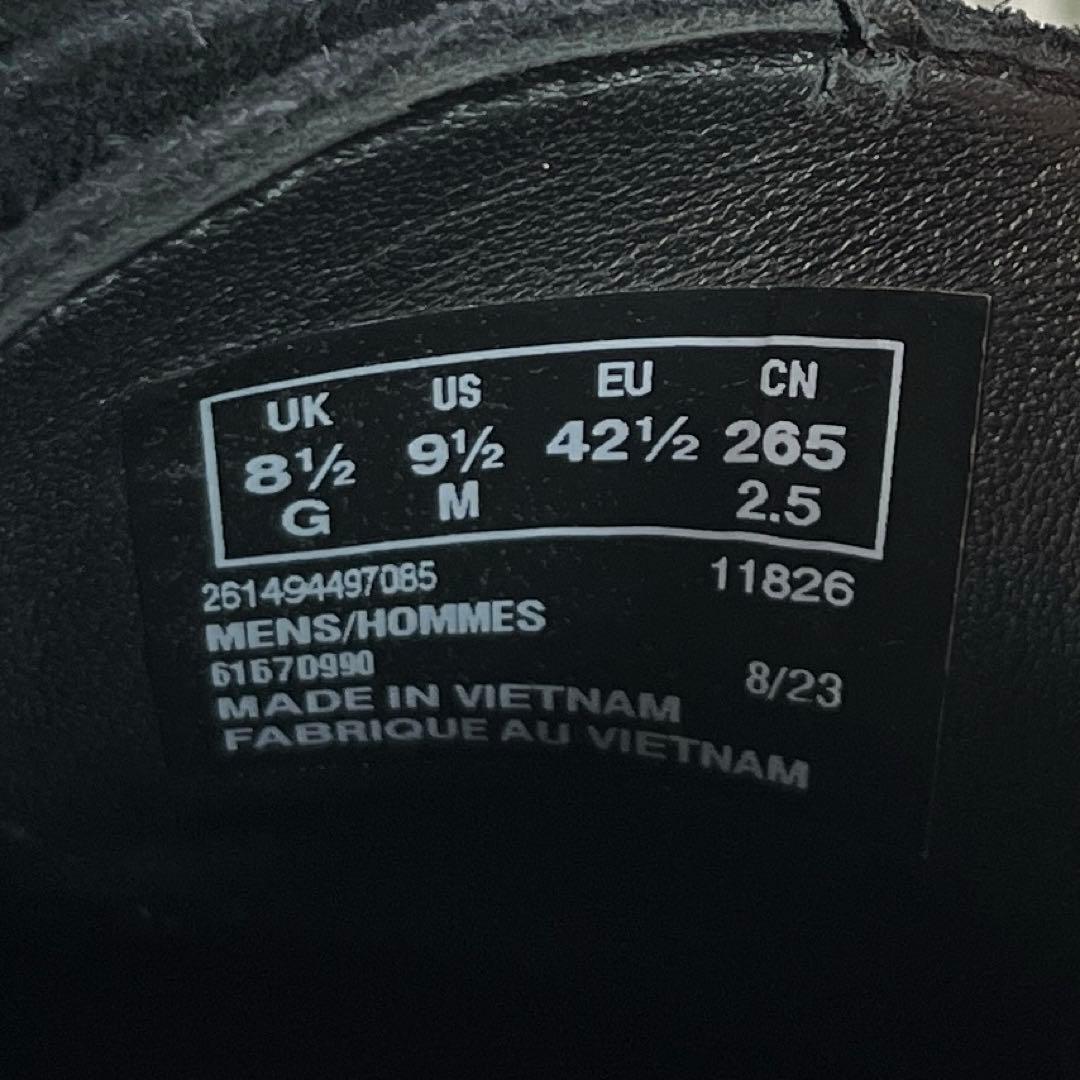 UK US EU CN
8½ 9½ 42½ 265
G M 2.5
261494497085 11826
MENS/HOMMES
61670990 8/23
MADE IN VIETNAM
FABRIQUE AU VIETNAM